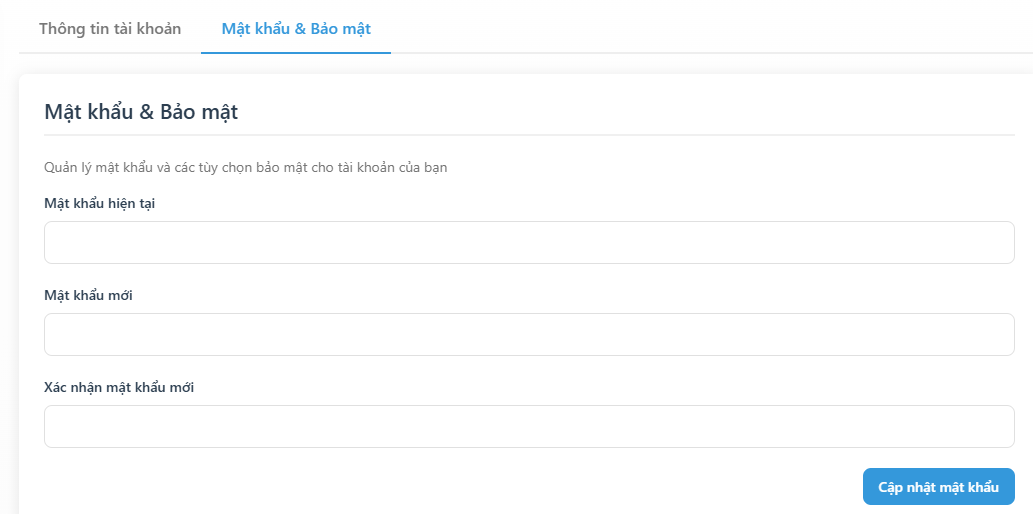 Thông tin tài khoản Mật khẩu & Bảo mật
Mật khẩu & Bảo mật
Quản lý mật khẩu và các tùy chọn bảo mật cho tài khoản của bạn
Mật khẩu hiện tại
Mật khẩu mới
Xác nhận mật khẩu mới
Cập nhật mật khẩu